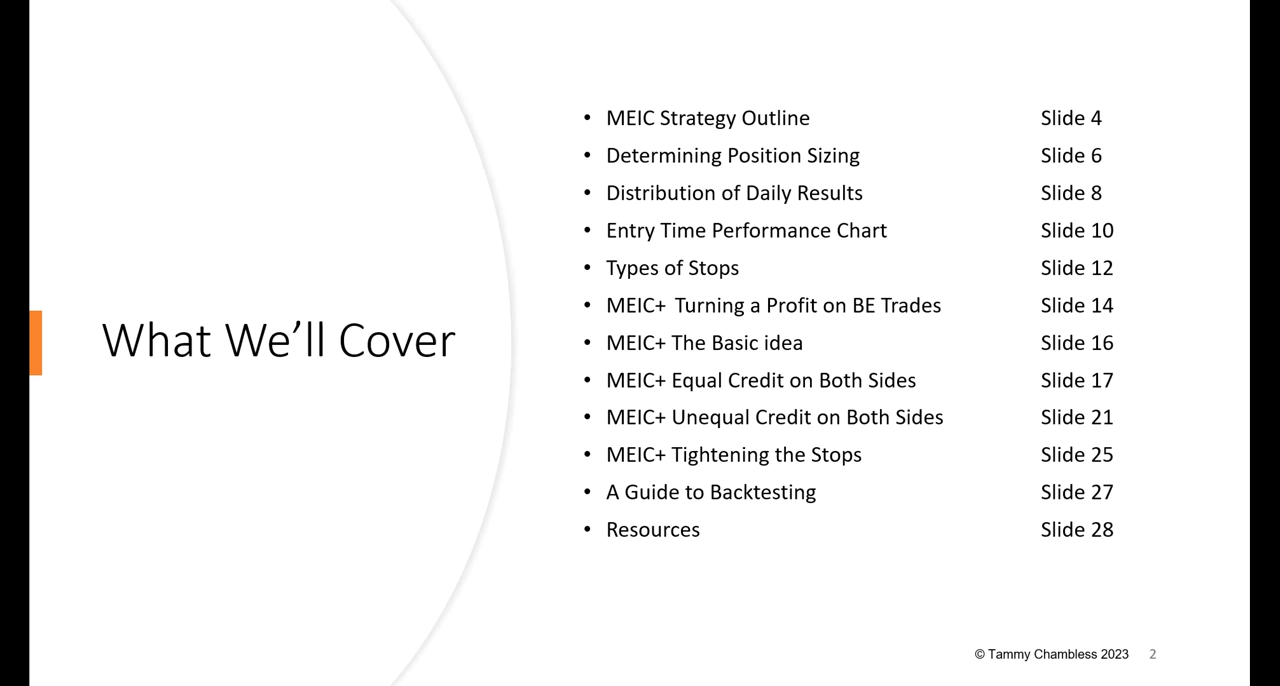 What We'll Cover
• MEIC Strategy Outline Slide 4
• Determining Position Sizing Slide 6
• Distribution of Daily Results Slide 8
• Entry Time Performance Chart Slide 10
• Types of Stops Slide 12
• MEIC+  Turning a Profit on BE Trades Slide 14
• MEIC+ The Basic idea Slide 16
• MEIC+ Equal Credit on Both Sides Slide 17
• MEIC+ Unequal Credit on Both Sides Slide 21
• MEIC+ Tightening the Stops Slide 25
• A Guide to Backtesting Slide 27
• Resources Slide 28
© Tammy Chambless 2023 2